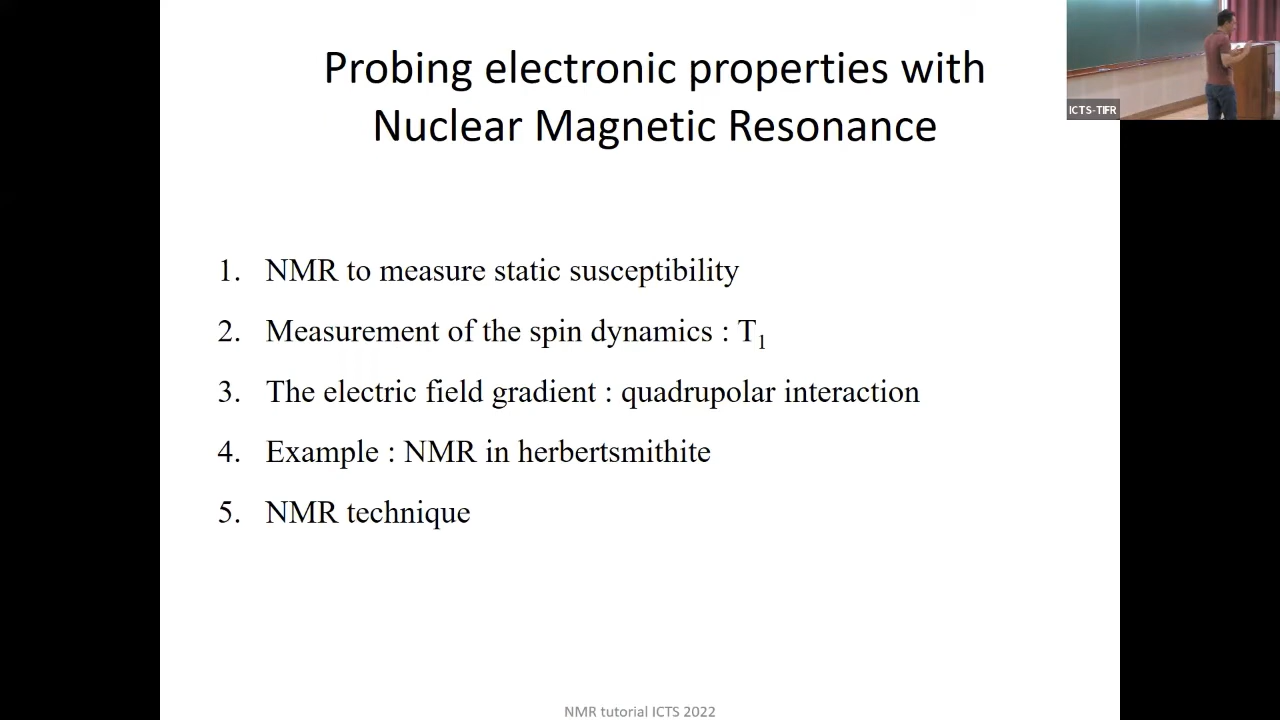 Probing electronic properties with
Nuclear Magnetic Resonance
ICTS-TIFR
1. NMR to measure static susceptibility
2. Measurement of the spin dynamics : T₁
3. The electric field gradient : quadrupolar interaction
4. Example : NMR in herbertsmithite
5. NMR technique
NMR tutorial ICTS 2022